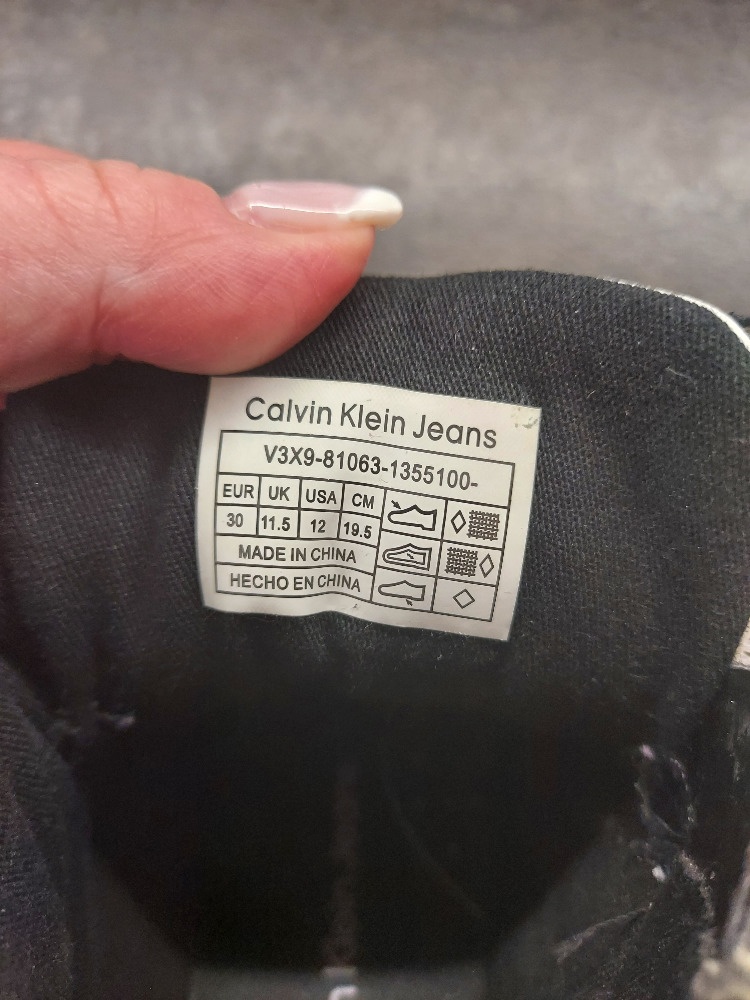 Calvin Klein Jeans
V3X9-81063-1355100-
EUR UK USA CM
30 11.5 12 19.5
MADE IN CHINA
HECHO EN CHINA